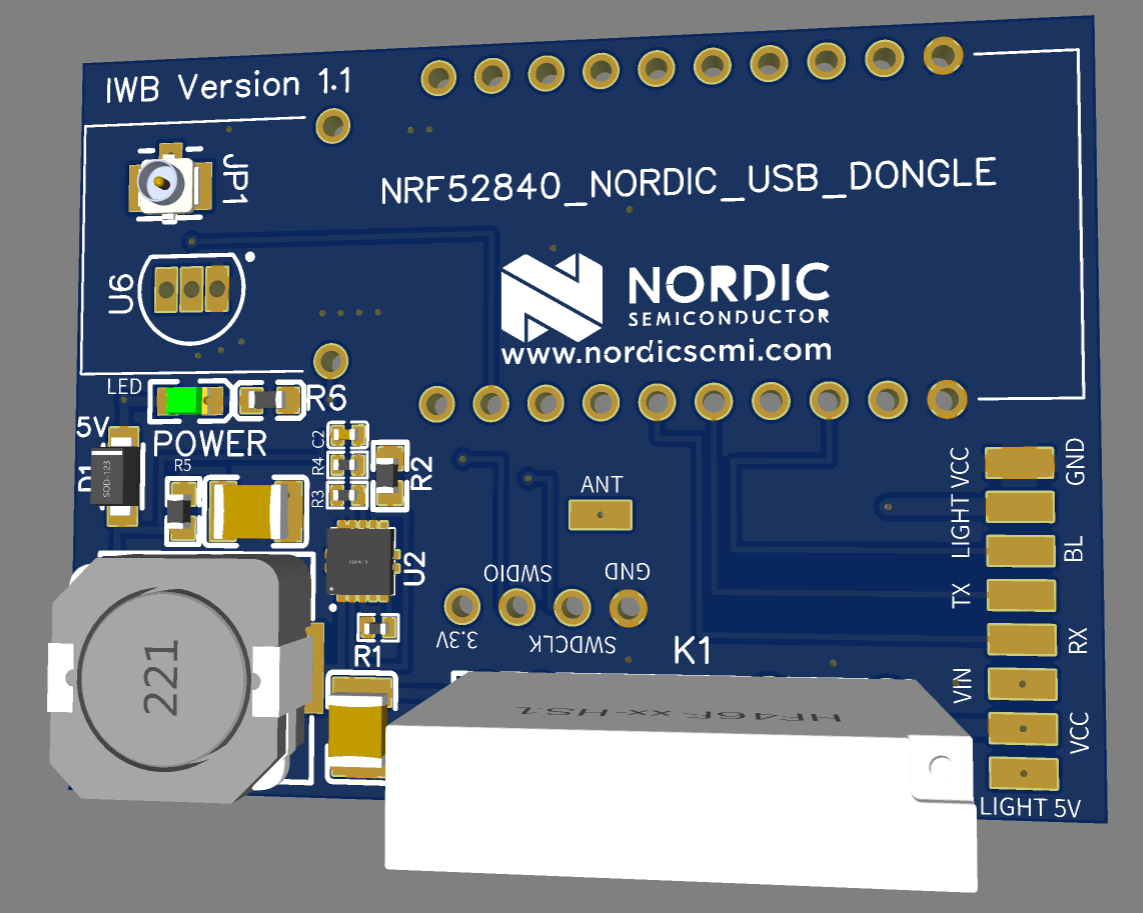 IWB Version 1.1
JP1
NRF52840_NORDIC_USB_DONGLE
U6
NORDIC
SEMICONDUCTOR
www.nordicsemi.com
LED
R6
5V
POWER
D1
SOD-123
R5
C2
R4
R3
R2
U2
R1
ANT
SWDIO
GND
3.3V
SWDCLK
K1
LIGHT VCC
GND
BL
TX
RX
VIN
VCC
LIGHT 5V
221
HF46F-xx-HS1